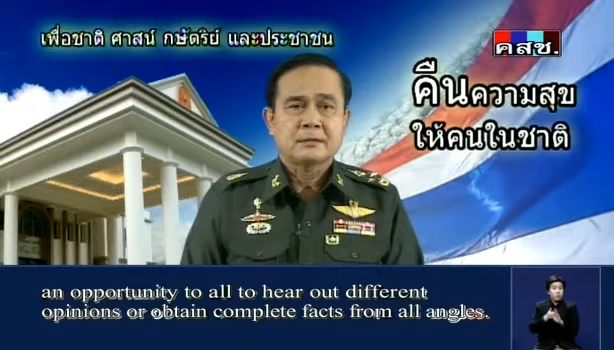 เพื่อชาติ ศาสน์ กษัตริย์ และประชาชน
คสช.
คืนความสุข
ให้คนในชาติ
an opportunity to all to hear out different
opinions or obtain complete facts from all angles.